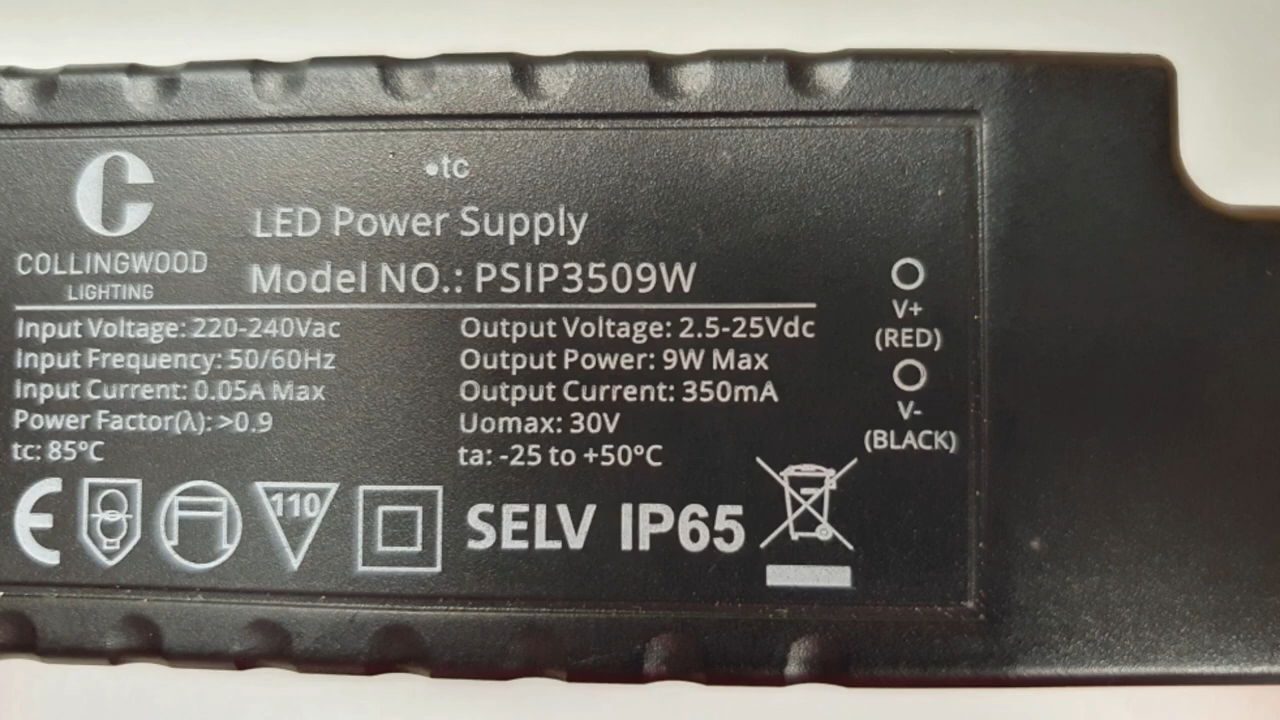 •tc
LED Power Supply
COLLINGWOOD
LIGHTING
Model NO.: PSIP3509W
Input Voltage: 220-240Vac
Input Frequency: 50/60Hz
Input Current: 0.05A Max
Power Factor(λ): >0.9
tc: 85°C
Output Voltage: 2.5-25Vdc
Output Power: 9W Max
Output Current: 350mA
Uomax: 30V
ta: -25 to +50°C
V+
(RED)
V-
(BLACK)
CE
110
SELV IP65